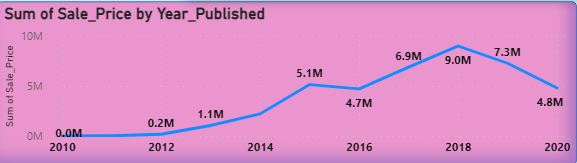 Sum of Sale_Price by Year_Published
Sum of Sale_Price
10M
5M
0M
0.0M
0.2M
1.1M
5.1M
4.7M
6.9M
9.0M
7.3M
4.8M
2010
2012
2014
2016
2018
2020